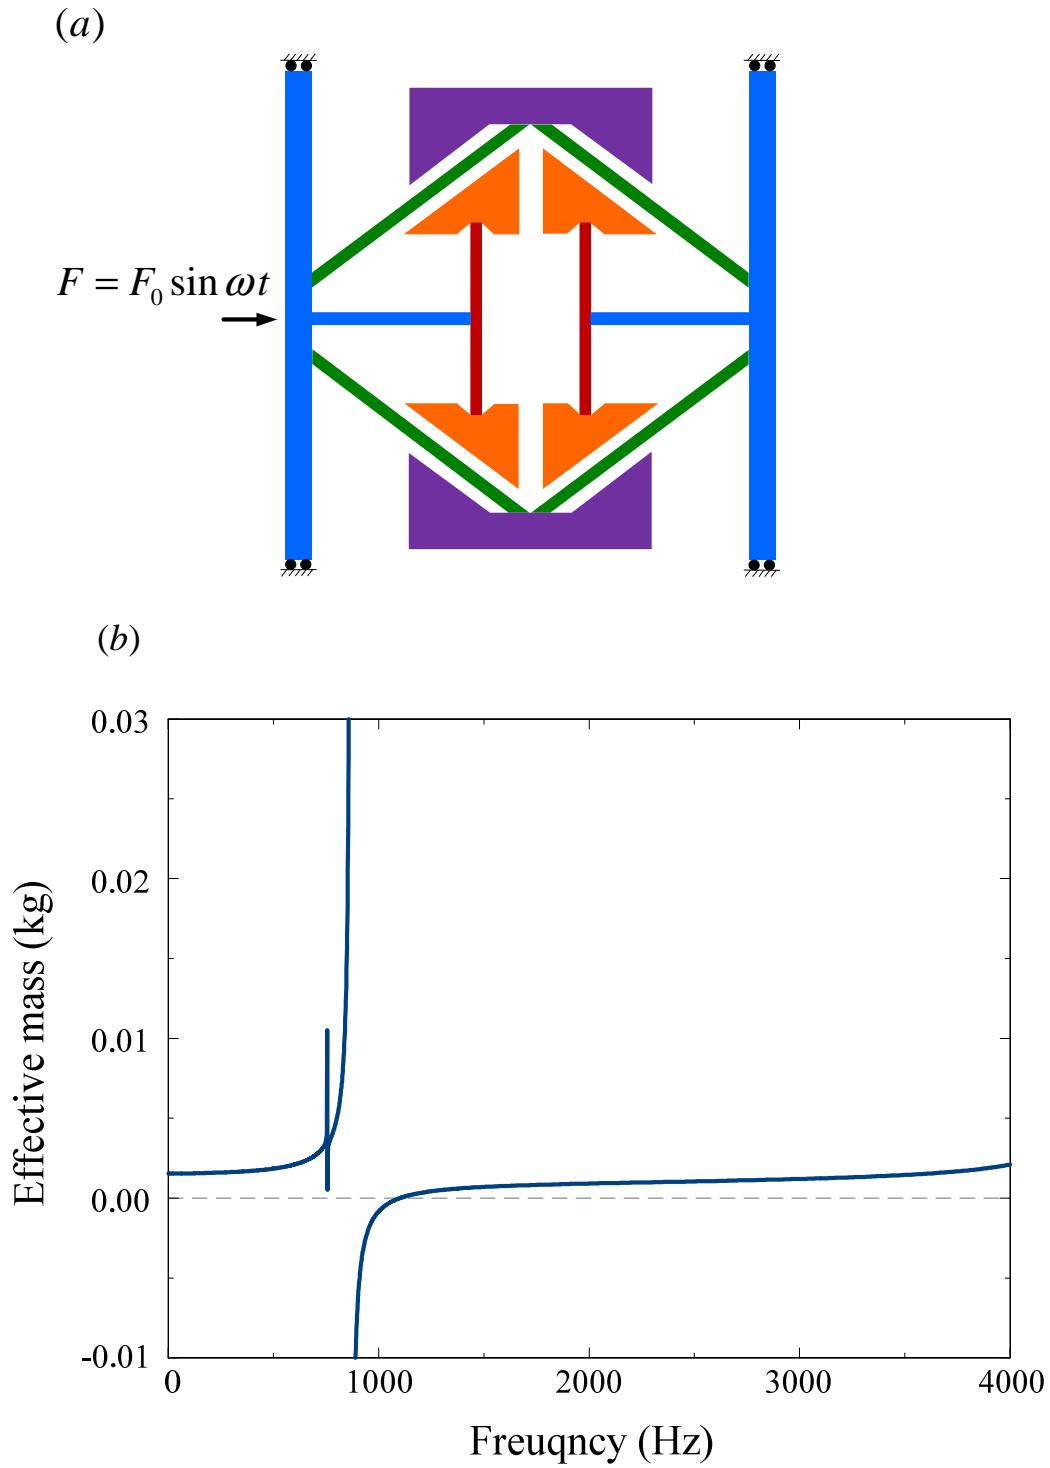 (a)
F = F₀ sin ωt
(b)
0.03
0.02
0.01
0.00
-0.01
Effective mass (kg)
0 1000 2000 3000 4000
Freuqncy (Hz)